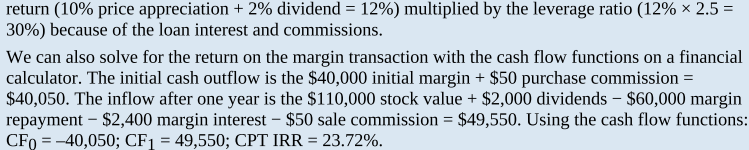 return (10% price appreciation + 2% dividend = 12%) multiplied by the leverage ratio (12% × 2.5 =
30%) because of the loan interest and commissions.
We can also solve for the return on the margin transaction with the cash flow functions on a financial
calculator. The initial cash outflow is the $40,000 initial margin + $50 purchase commission =
$40,050. The inflow after one year is the $110,000 stock value + $2,000 dividends − $60,000 margin
repayment − $2,400 margin interest − $50 sale commission = $49,550. Using the cash flow functions:
CF0 = –40,050; CF1 = 49,550; CPT IRR = 23.72%.